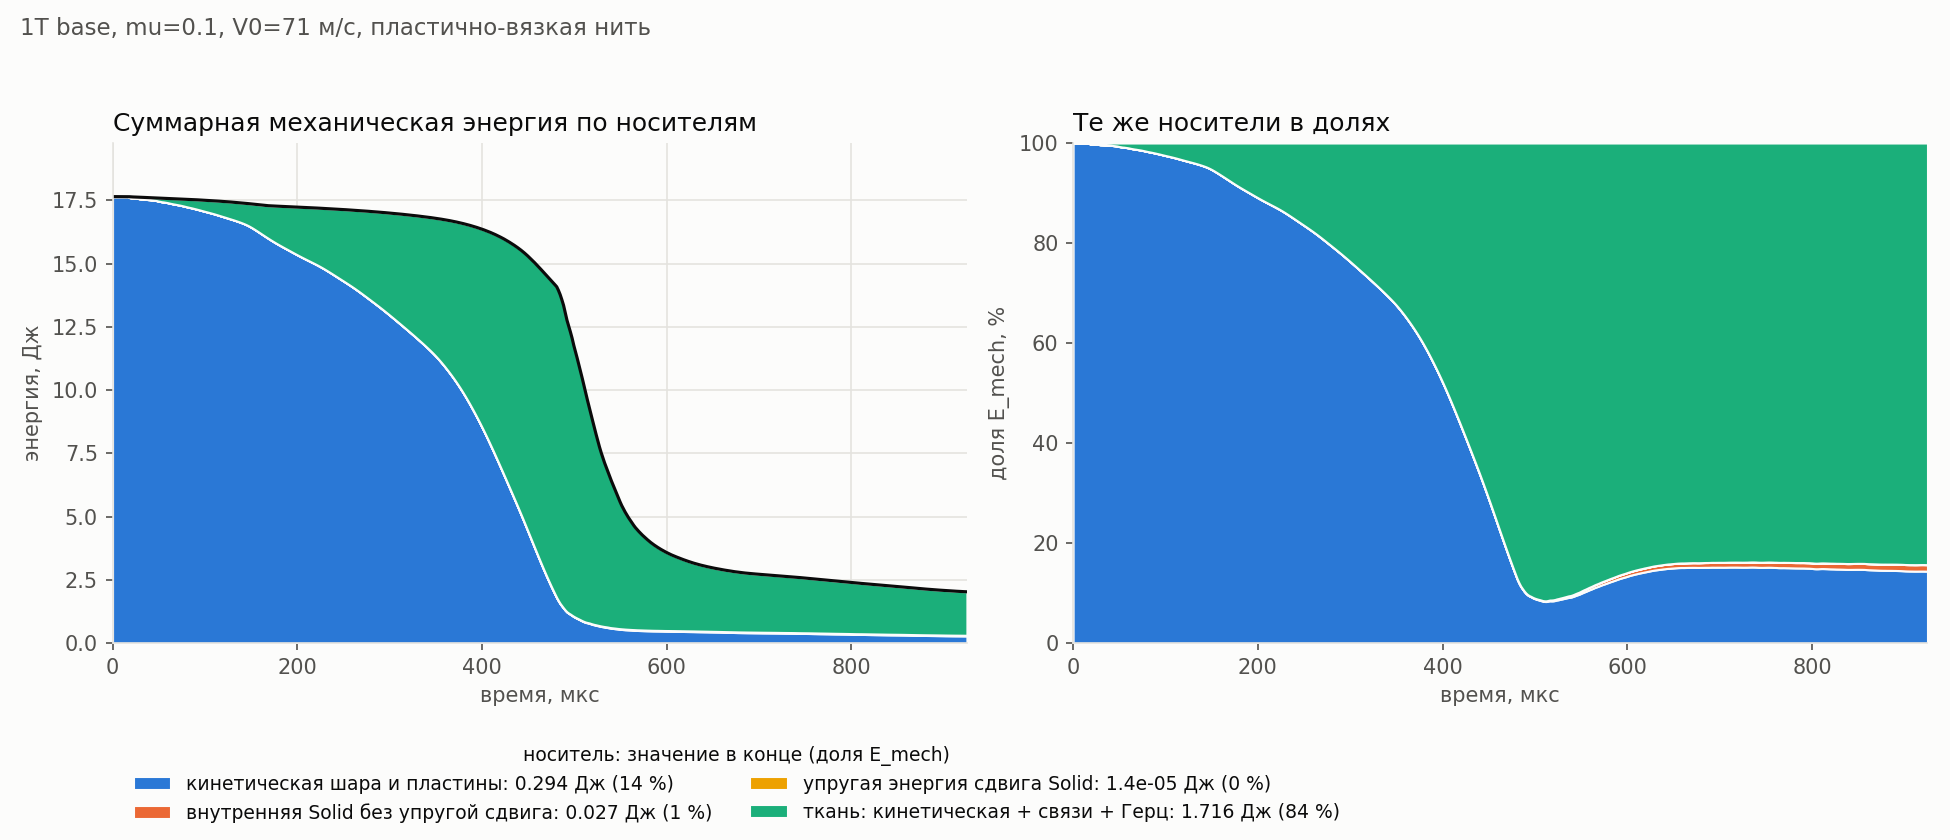 1T base, mu=0.1, V0=71 м/с, пластично-вязкая нить
Суммарная механическая энергия по носителям
энергия, Дж
17.5
15.0
12.5
10.0
7.5
5.0
2.5
0.0
0 200 400 600 800
время, мкс
Те же носители в долях
доля E_mech, %
100
80
60
40
20
0
0 200 400 600 800
время, мкс
носитель: значение в конце (доля E_mech)
кинетическая шара и пластины: 0.294 Дж (14 %)
внутренняя Solid без упругой сдвига: 0.027 Дж (1 %)
упругая энергия сдвига Solid: 1.4e-05 Дж (0 %)
ткань: кинетическая + связи + Герц: 1.716 Дж (84 %)